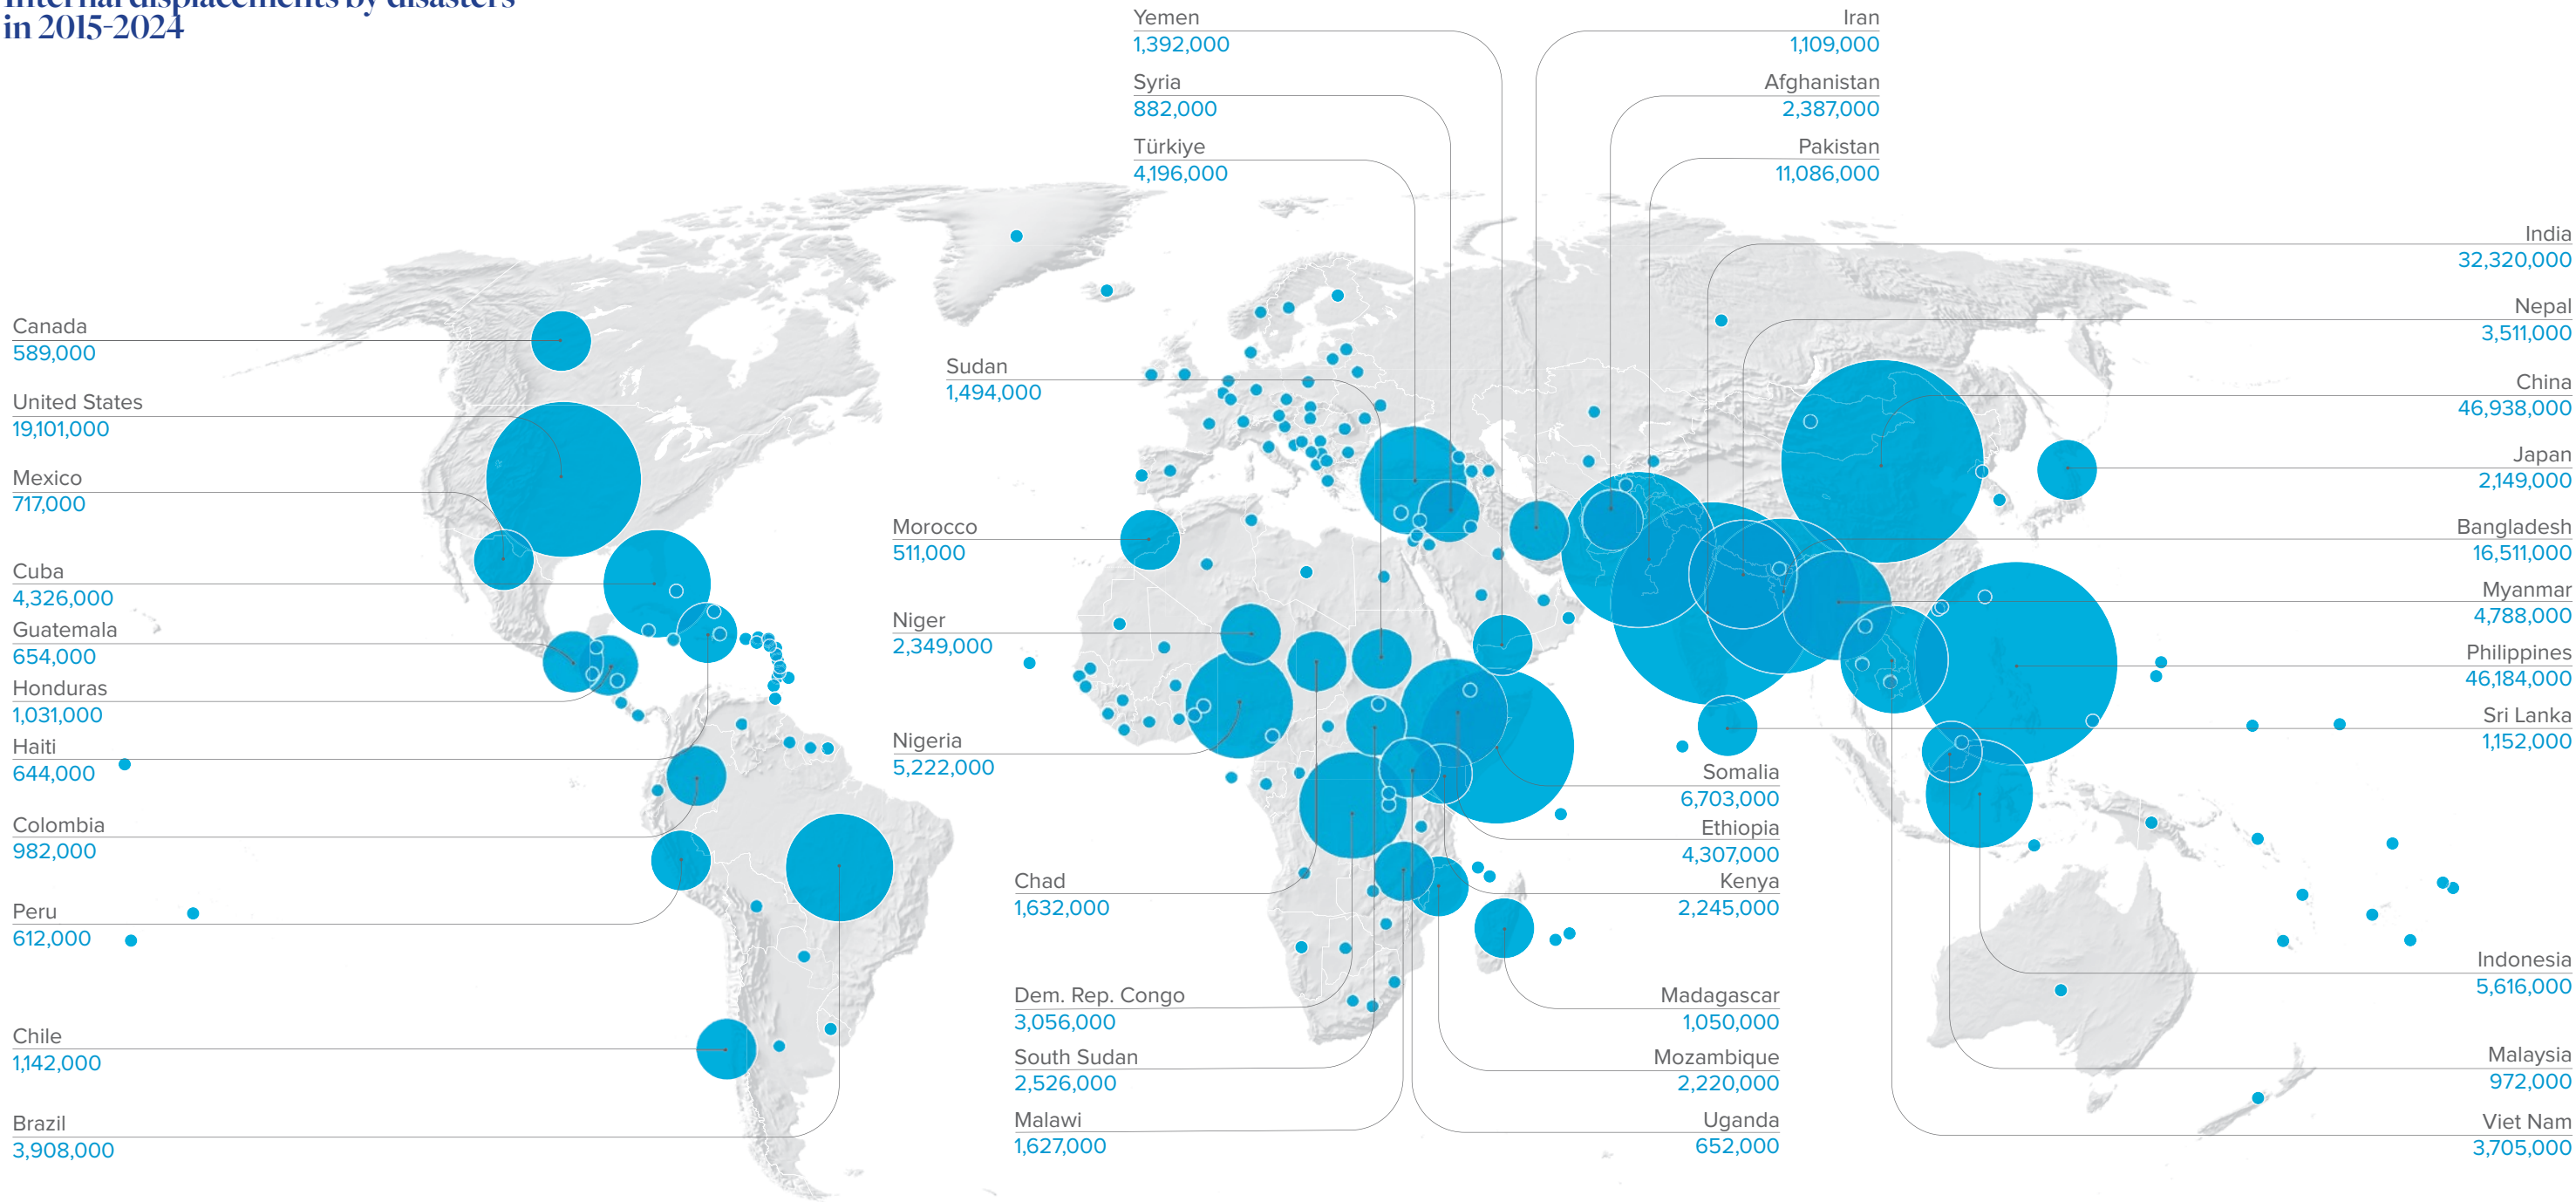 Internal displacements by disasters
in 2015-2024
Yemen
1,392,000
Syria
882,000
Türkiye
4,196,000
Iran
1,109,000
Afghanistan
2,387,000
Pakistan
11,086,000
Canada
589,000
United States
19,101,000
Mexico
717,000
Cuba
4,326,000
Guatemala
654,000
Honduras
1,031,000
Haiti
644,000
Colombia
982,000
Peru
612,000
Chile
1,142,000
Brazil
3,908,000
Sudan
1,494,000
Morocco
511,000
Niger
2,349,000
Nigeria
5,222,000
Chad
1,632,000
Dem. Rep. Congo
3,056,000
South Sudan
2,526,000
Malawi
1,627,000
Somalia
6,703,000
Ethiopia
4,307,000
Kenya
2,245,000
Madagascar
1,050,000
Mozambique
2,220,000
Uganda
652,000
India
32,320,000
Nepal
3,511,000
China
46,938,000
Japan
2,149,000
Bangladesh
16,511,000
Myanmar
4,788,000
Philippines
46,184,000
Sri Lanka
1,152,000
Indonesia
5,616,000
Malaysia
972,000
Viet Nam
3,705,000